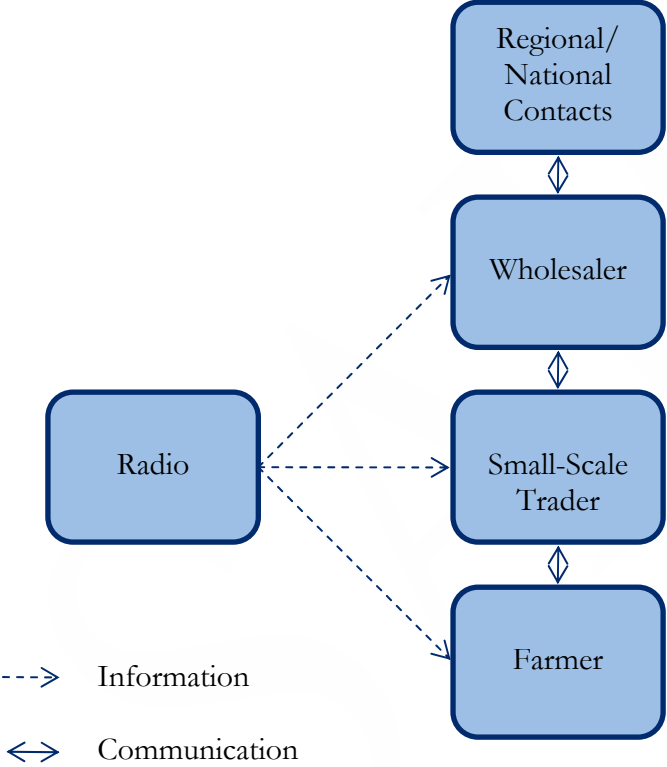 Regional/
National
Contacts
Wholesaler
Radio
Small-Scale
Trader
Farmer
Information
Communication